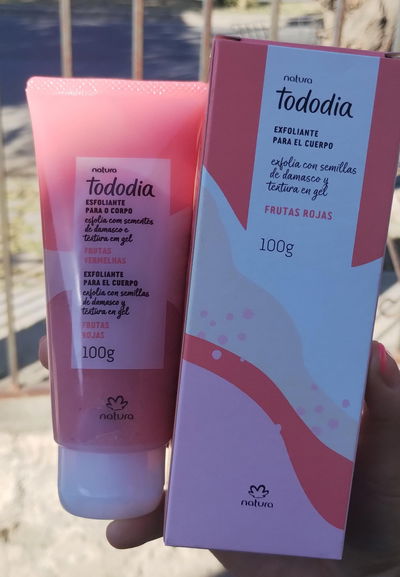 natura
Tododia
ESFOLIANTE
PARA O CORPO
esfolia com sementes
de damasco e
textura em gel
FRUTAS
VERMELHAS
EXFOLIANTE
PARA EL CUERPO
exfolia con semillas
de damasco y
textura en gel
FRUTAS
ROJAS
100g
natura
natura
Tododia
EXFOLIANTE
PARA EL CUERPO
exfolia con semillas
de damasco y
textura en gel
FRUTAS ROJAS
100g
natura